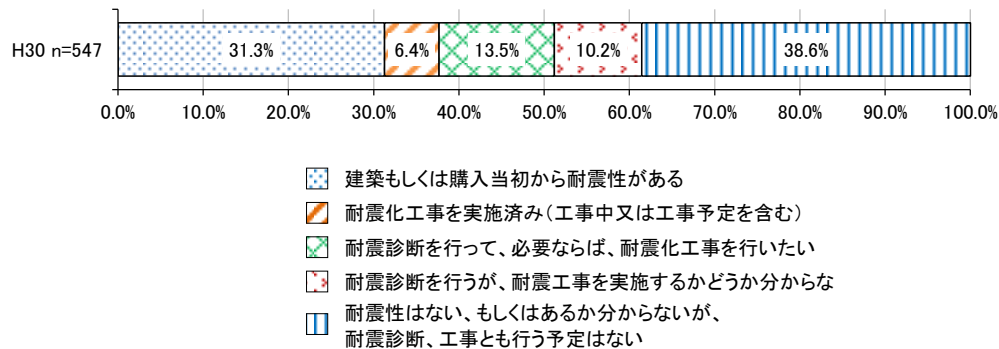 H30 n=547
31.3%
6.4%
13.5%
10.2%
38.6%
0.0%
10.0%
20.0%
30.0%
40.0%
50.0%
60.0%
70.0%
80.0%
90.0%
100.0%
建築もしくは購入当初から耐震性がある
耐震化工事を実施済み(工事中又は工事予定を含む)
耐震診断を行って、必要ならば、耐震化工事を行いたい
耐震診断を行うが、耐震工事を実施するかどうか分からな
耐震性はない、もしくはあるか分からないが、
耐震診断、工事とも行う予定はない